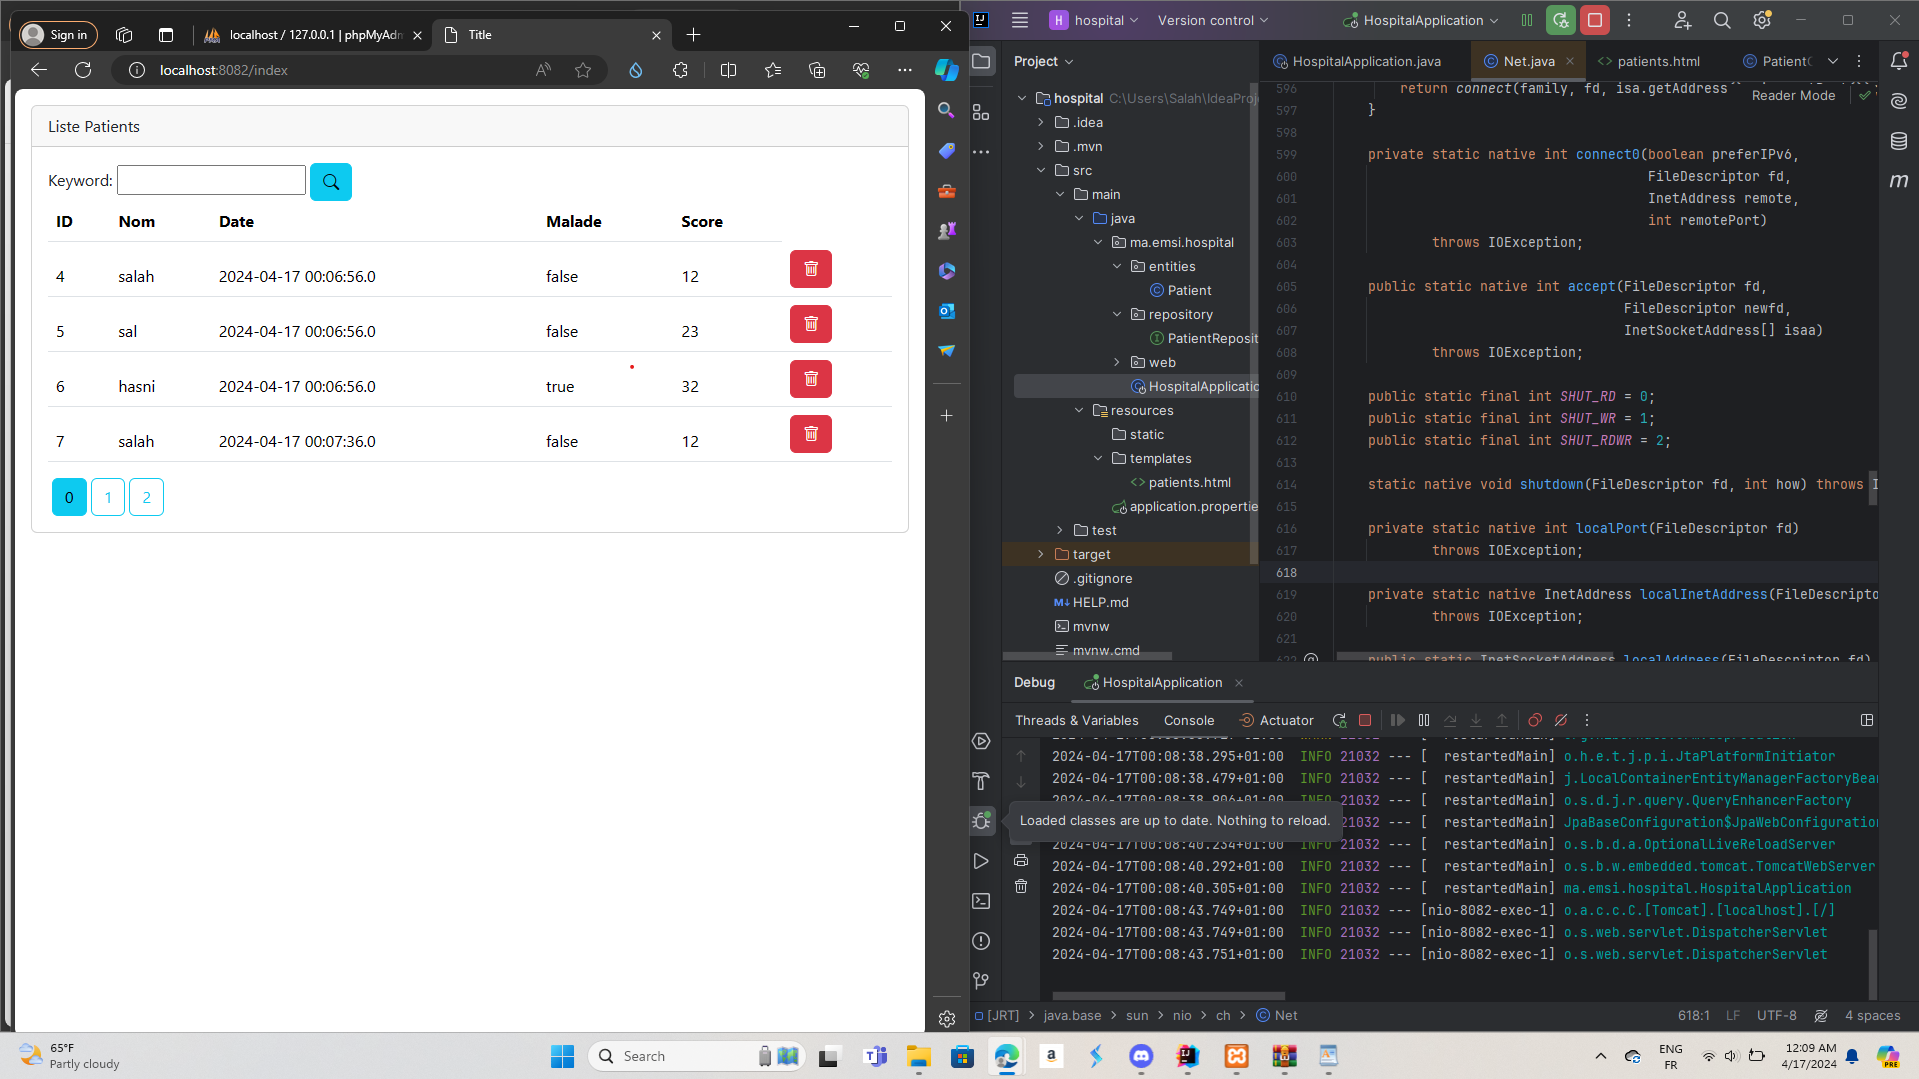 Sign in
localhost / 127.0.0.1 | phpMyAdm
Title
localhost:8082/index
Liste Patients
Keyword:
ID Nom Date Malade Score
4 salah 2024-04-17 00:06:56.0 false 12
5 sal 2024-04-17 00:06:56.0 false 23
6 hasni 2024-04-17 00:06:56.0 true 32
7 salah 2024-04-17 00:07:36.0 false 12
0 1 2
H hospital Version control HospitalApplication
Project
HospitalApplication.java Net.java patients.html PatientC
hospital C:\Users\Salah\IdeaProj
.idea
.mvn
src
main
java
ma.emsi.hospital
entities
Patient
repository
PatientReposit
web
HospitalApplicatio
resources
static
templates
patients.html
application.propertie
test
target
.gitignore
M↓ HELP.md
mvnw
mvnw.cmd
Reader Mode
596 return connect(family, fd, isa.getAddress
597 }
598
599 private static native int connect0(boolean preferIPv6,
600 FileDescriptor fd,
601 InetAddress remote,
602 int remotePort)
603 throws IOException;
604
605 public static native int accept(FileDescriptor fd,
606 FileDescriptor newfd,
607 InetSocketAddress[] isaa)
608 throws IOException;
609
610 public static final int SHUT_RD = 0;
611 public static final int SHUT_WR = 1;
612 public static final int SHUT_RDWR = 2;
613
614 static native void shutdown(FileDescriptor fd, int how) throws I
615
616 private static native int localPort(FileDescriptor fd)
617 throws IOException;
618
619 private static native InetAddress localInetAddress(FileDescripto
620 throws IOException;
621
622 public static InetSocketAddress localAddress(FileDescriptor fd)
Debug HospitalApplication
Threads & Variables Console Actuator
2024-04-17T00:08:38.295+01:00 INFO 21032 --- [ restartedMain] o.h.e.t.j.p.i.JtaPlatformInitiator
2024-04-17T00:08:38.479+01:00 INFO 21032 --- [ restartedMain] j.LocalContainerEntityManagerFactoryBea
2024-04-17T00:08:38.906+01:00 INFO 21032 --- [ restartedMain] o.s.d.j.r.query.QueryEnhancerFactory
Loaded classes are up to date. Nothing to reload.
INFO 21032 --- [ restartedMain] JpaBaseConfiguration$JpaWebConfiguration
2024-04-17T00:08:40.234+01:00 INFO 21032 --- [ restartedMain] o.s.b.d.a.OptionalLiveReloadServer
2024-04-17T00:08:40.292+01:00 INFO 21032 --- [ restartedMain] o.s.b.w.embedded.tomcat.TomcatWebServer
2024-04-17T00:08:40.305+01:00 INFO 21032 --- [ restartedMain] ma.emsi.hospital.HospitalApplication
2024-04-17T00:08:43.749+01:00 INFO 21032 --- [nio-8082-exec-1] o.a.c.c.C.[Tomcat].[localhost].[/]
2024-04-17T00:08:43.749+01:00 INFO 21032 --- [nio-8082-exec-1] o.s.web.servlet.DispatcherServlet
2024-04-17T00:08:43.751+01:00 INFO 21032 --- [nio-8082-exec-1] o.s.web.servlet.DispatcherServlet
[JRT] > java.base > sun > nio > ch > Net
618:1 LF UTF-8 4 spaces
65°F
Partly cloudy
Search
ENG
FR
12:09 AM
4/17/2024